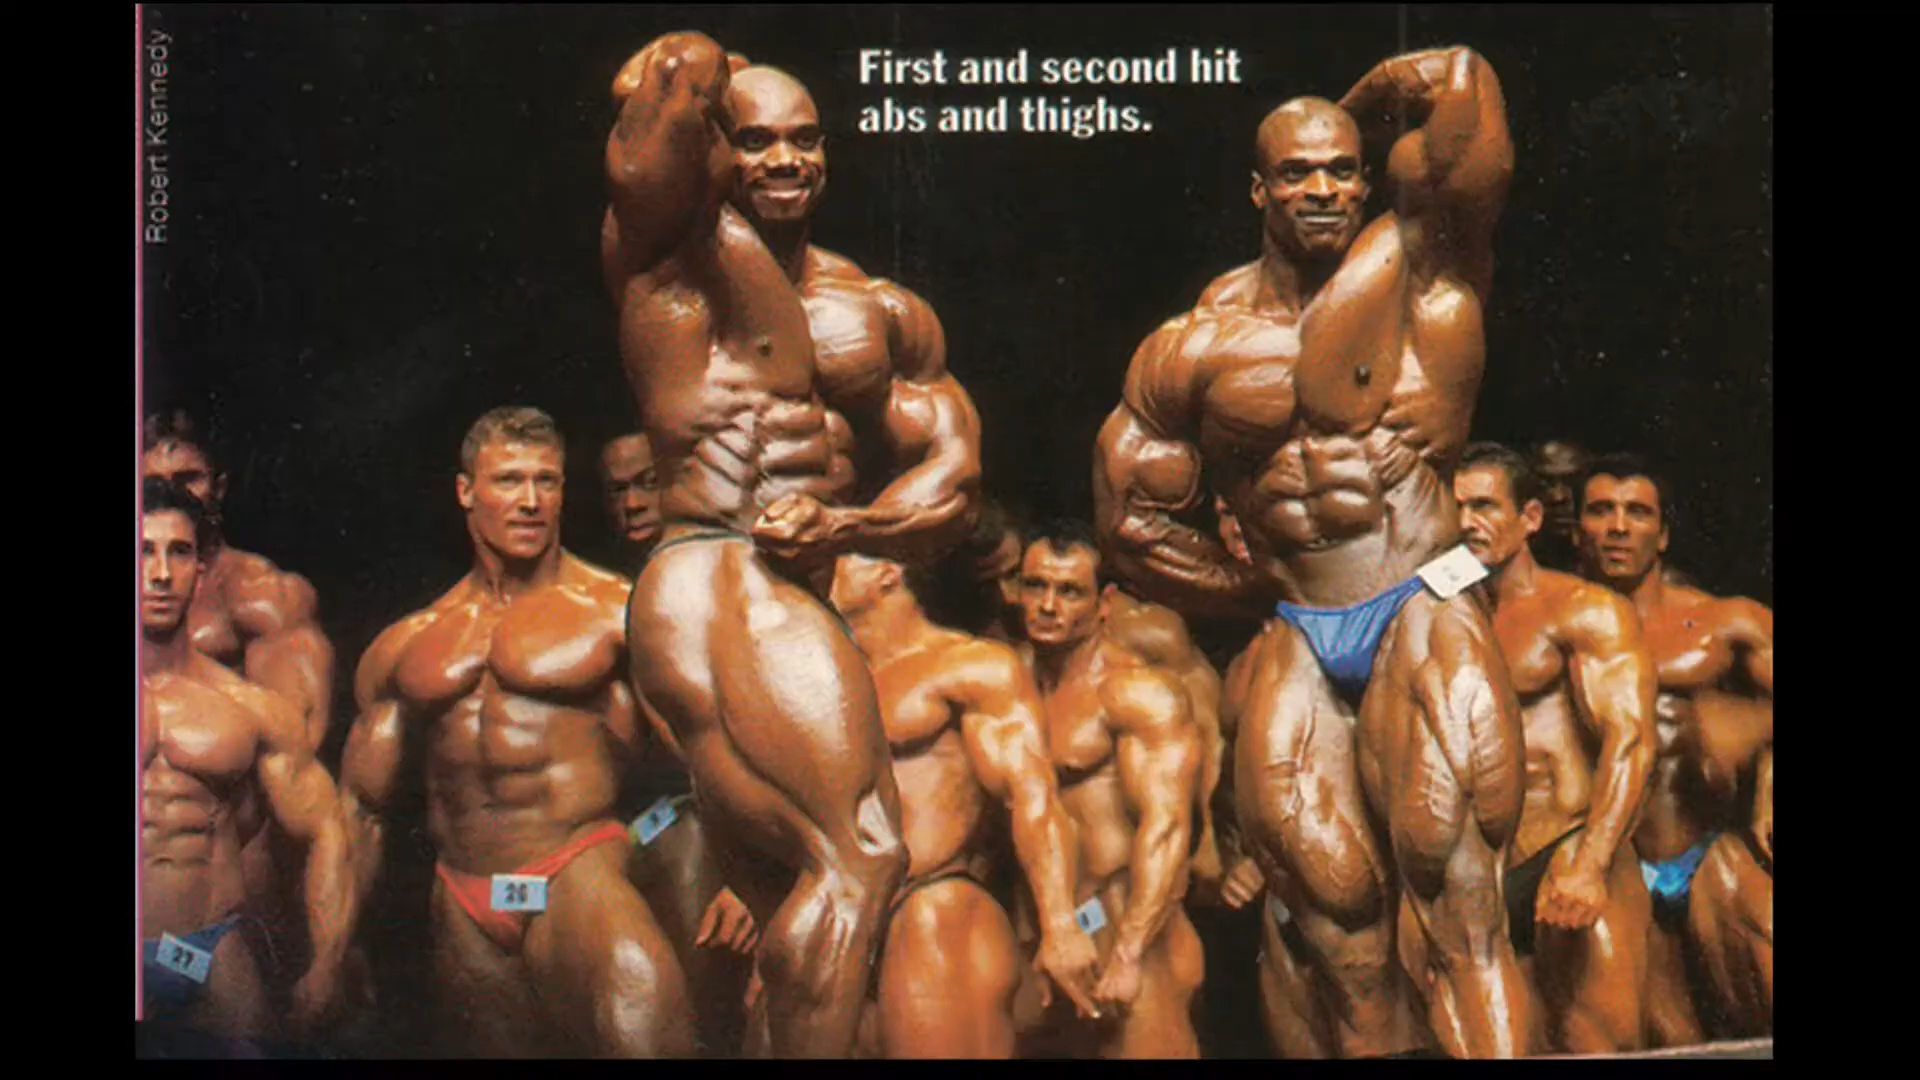 Robert Kennedy
First and second hit
abs and thighs.
26
27